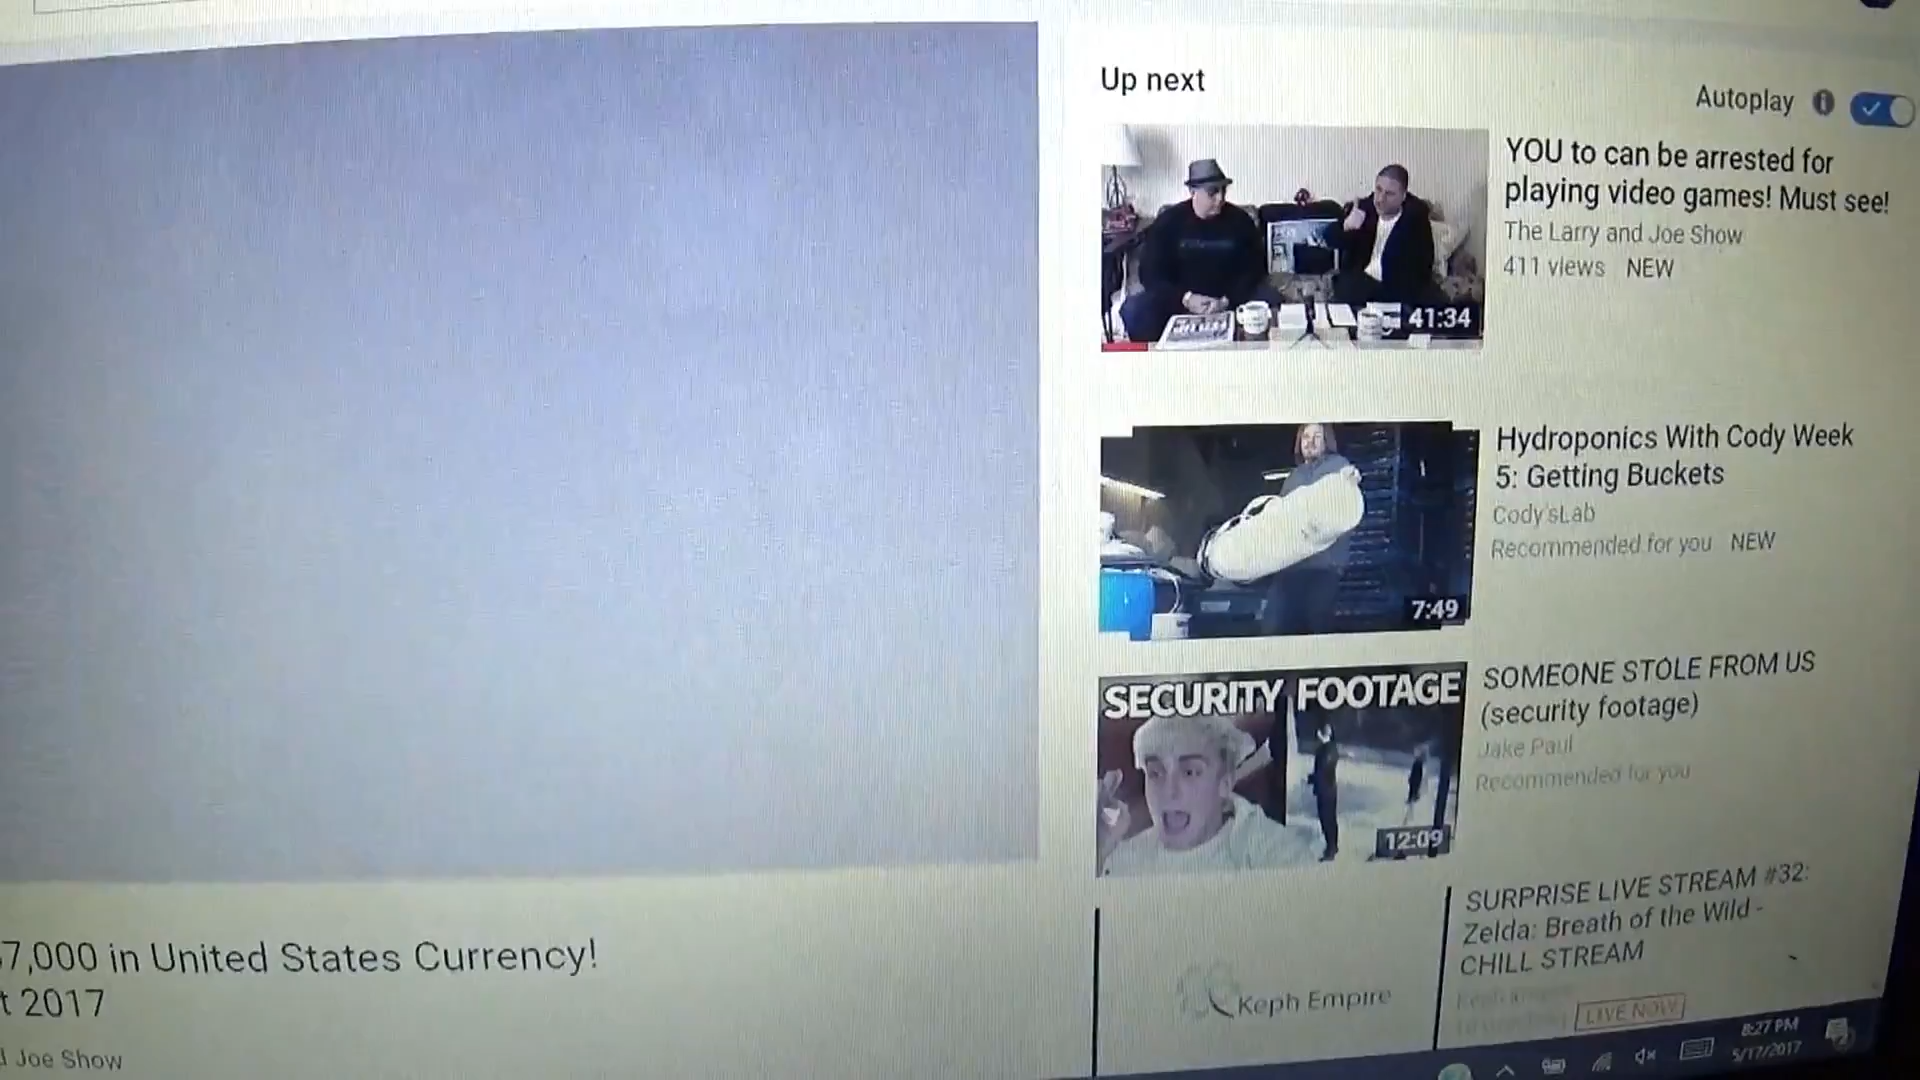 Up next
Autoplay
YOU to can be arrested for
playing video games! Must see!
The Larry and Joe Show
411 views NEW
41:34
Hydroponics With Cody Week
5: Getting Buckets
Cody'sLab
Recommended for you NEW
7:49
SECURITY FOOTAGE
12:09
SOMEONE STOLE FROM US
(security footage)
Jake Paul
Recommended for you
Keph Empire
SURPRISE LIVE STREAM #32:
Zelda: Breath of the Wild -
CHILL STREAM
LIVE NOW
7,000 in United States Currency!
t 2017
Joe Show
8:27 PM
5/17/2017